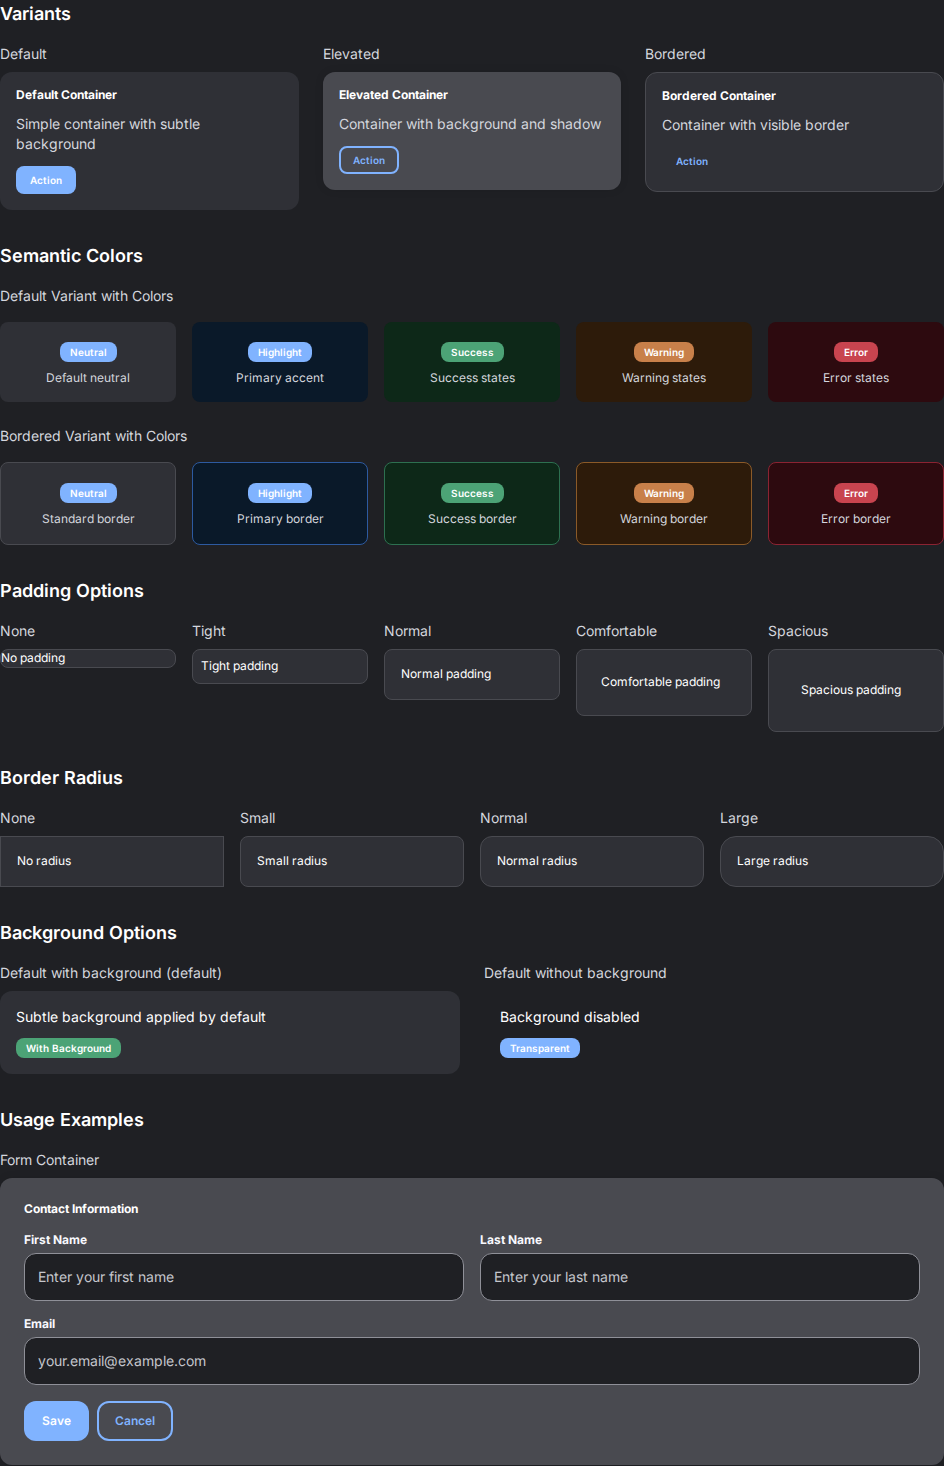 Variants
Default
Elevated
Bordered
Default Container
Simple container with subtle
background
Action
Elevated Container
Container with background and shadow
Action
Bordered Container
Container with visible border
Action
Semantic Colors
Default Variant with Colors
Neutral
Default neutral
Highlight
Primary accent
Success
Success states
Warning
Warning states
Error
Error states
Bordered Variant with Colors
Neutral
Standard border
Highlight
Primary border
Success
Success border
Warning
Warning border
Error
Error border
Padding Options
None
Tight
Normal
Comfortable
Spacious
No padding
Tight padding
Normal padding
Comfortable padding
Spacious padding
Border Radius
None
Small
Normal
Large
No radius
Small radius
Normal radius
Large radius
Background Options
Default with background (default)
Default without background
Subtle background applied by default
With Background
Background disabled
Transparent
Usage Examples
Form Container
Contact Information
First Name
Last Name
Enter your first name
Enter your last name
Email
your.email@example.com
Save
Cancel